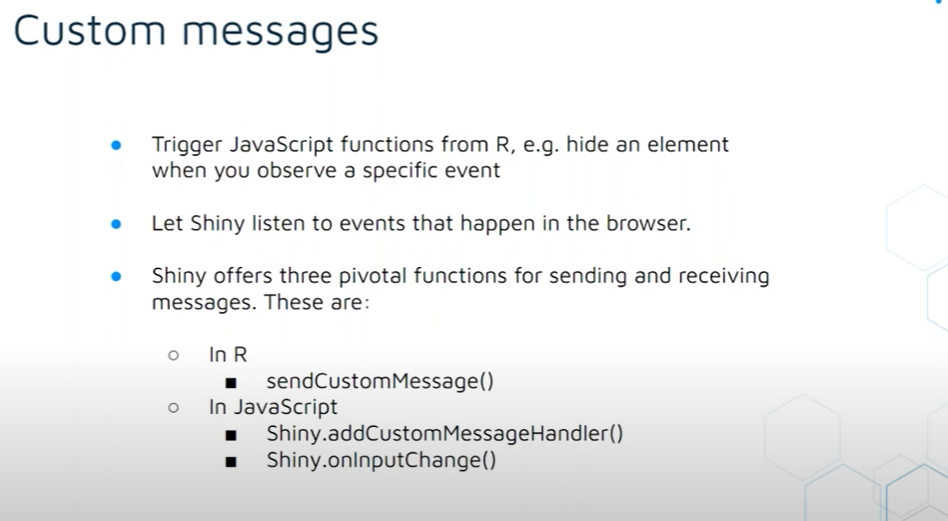 Custom messages
Trigger JavaScript functions from R, e.g. hide an element
when you observe a specific event
Let Shiny listen to events that happen in the browser.
Shiny offers three pivotal functions for sending and receiving
messages. These are:
In R
sendCustomMessage()
In JavaScript
Shiny.addCustomMessageHandler()
Shiny.onInputChange()